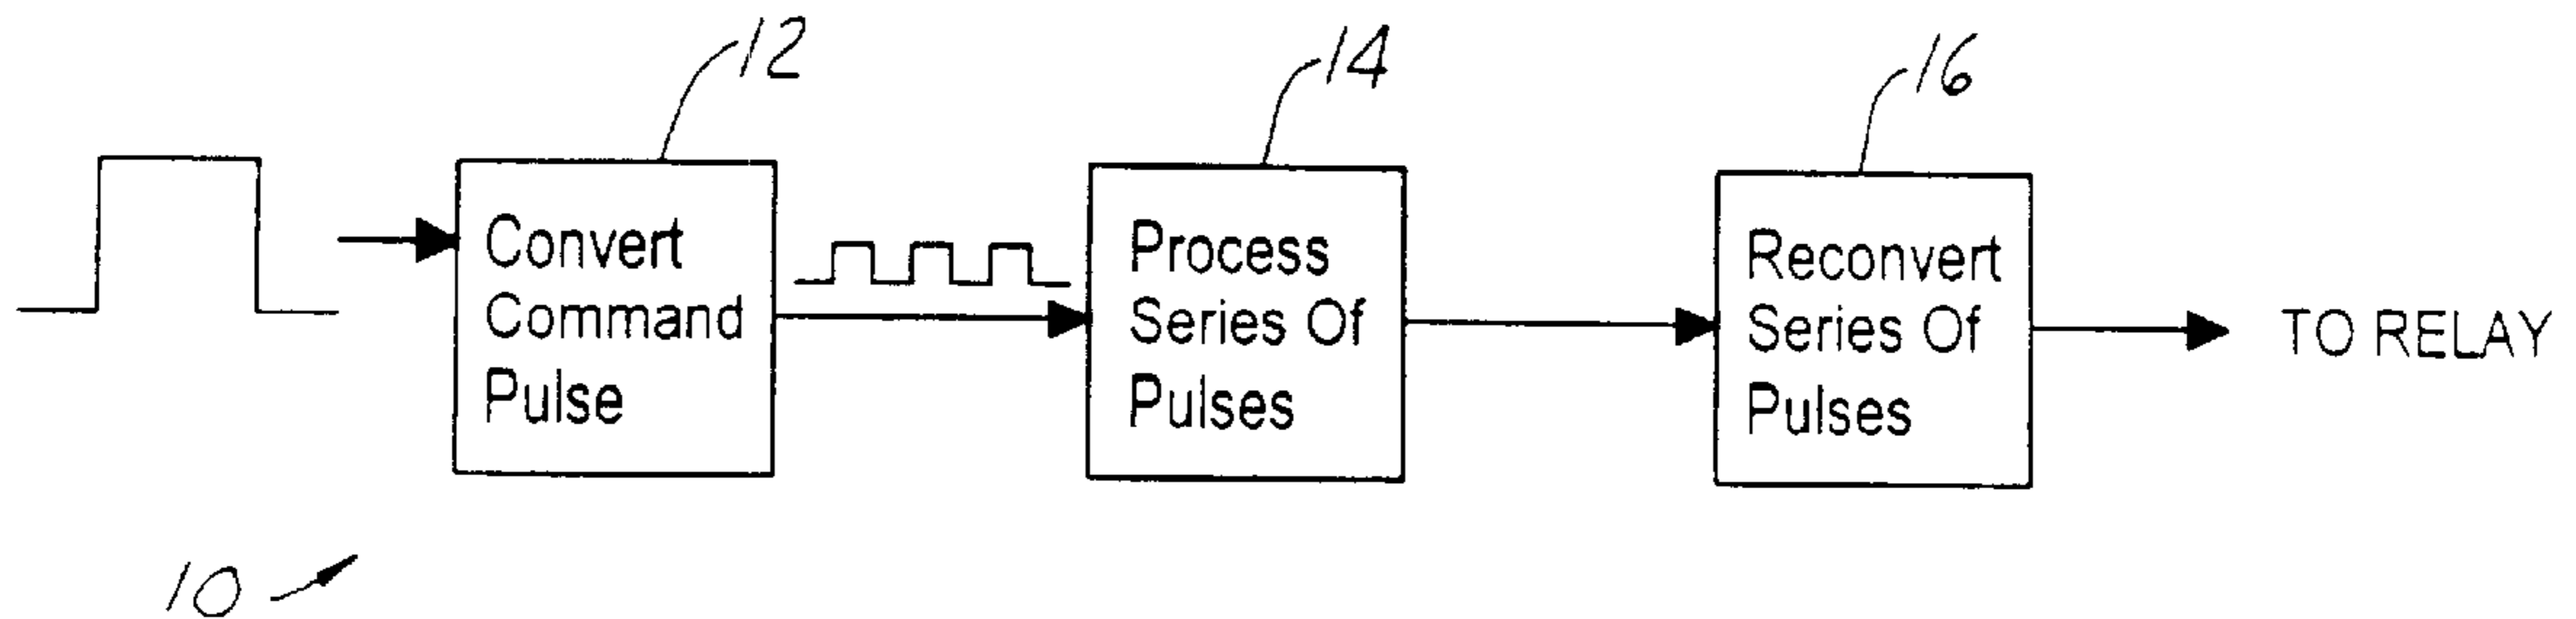 12
14
16
Convert
Command
Pulse
Process
Series Of
Pulses
Reconvert
Series Of
Pulses
TO RELAY
10